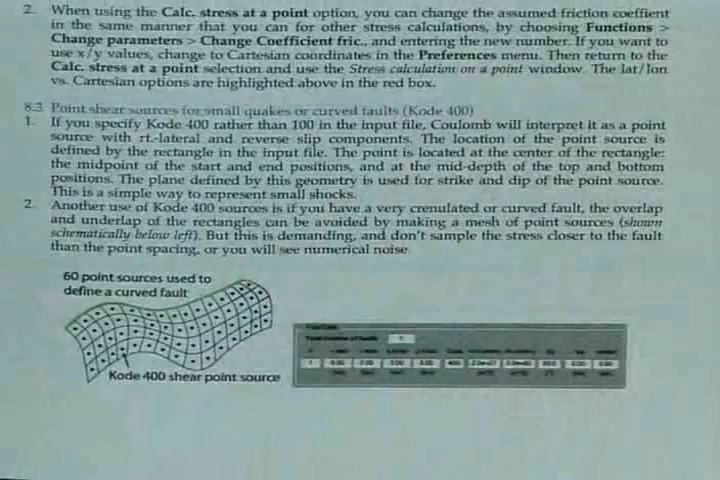 2. When using the Calc. stress at a point option, you can change the assumed friction coeffient
in the same manner that you can for other stress calculations, by choosing Functions >
Change parameters > Change Coefficient fric., and entering the new number. If you want to
use x/y values, change to Cartesian coordinates in the Preferences menu. Then return to the
Calc. stress at a point selection and use the Stress calculation on a point window. The lat/lon
vs. Cartesian options are highlighted above in the red box.
8.3 Point shear sources for small quakes or curved faults (Kode 400)
1. If you specify Kode 400 rather than 100 in the input file, Coulomb will interpret it as a point
source with rt.-lateral and reverse slip components. The location of the point source is
defined by the rectangle in the input file. The point is located at the center of the rectangle:
the midpoint of the start and end positions, and at the mid-depth of the top and bottom
positions. The plane defined by this geometry is used for strike and dip of the point source.
This is a simple way to represent small shocks.
2. Another use of Kode 400 sources is if you have a very crenulated or curved fault, the overlap
and underlap of the rectangles can be avoided by making a mesh of point sources (shown
schematically below left). But this is demanding, and don't sample the stress closer to the fault
than the point spacing, or you will see numerical noise.
60 point sources used to
define a curved fault
Kode 400 shear point source